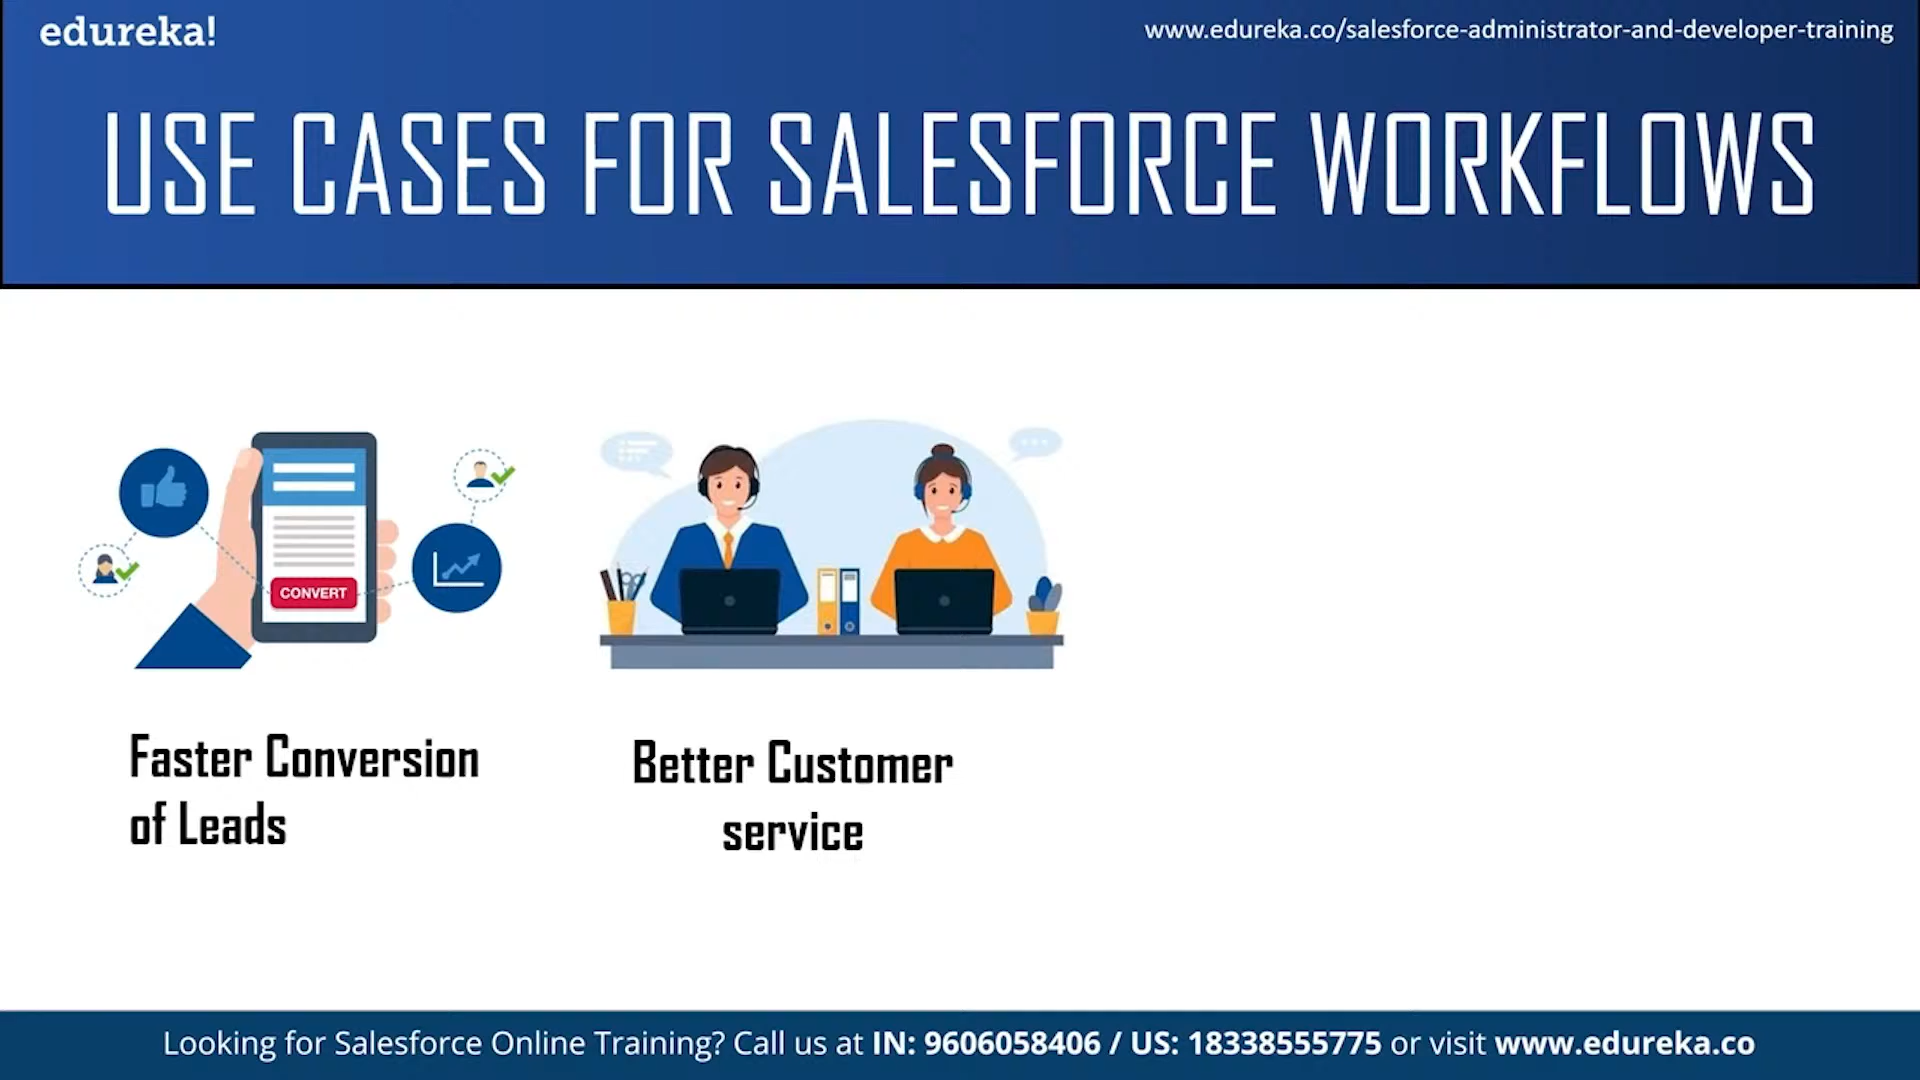 edureka!
www.edureka.co/salesforce-administrator-and-developer-training
USE CASES FOR SALESFORCE WORKFLOWS
CONVERT
Faster Conversion
of Leads
Better Customer
service
Looking for Salesforce Online Training? Call us at IN: 9606058406 / US: 18338555775 or visit www.edureka.co